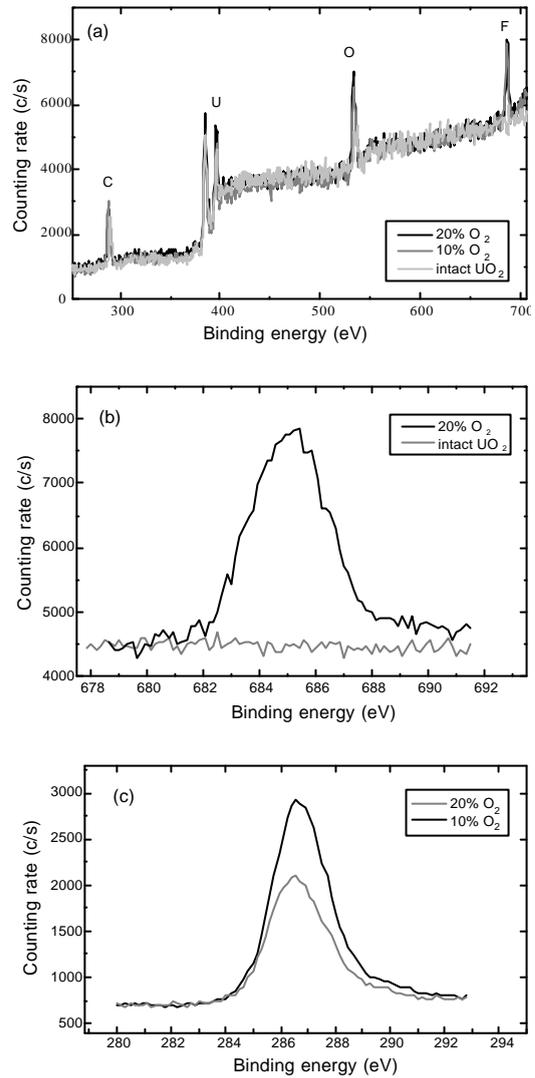 (a)
8000
6000
4000
2000
0
Counting rate (c/s)
C
U
O
F
20% O2
10% O2
intact UO2
300 400 500 600 700
Binding energy (eV)
(b)
8000
7000
6000
5000
4000
Counting rate (c/s)
20% O2
intact UO2
678 680 682 684 686 688 690 692
Binding energy (eV)
(c)
3000
2500
2000
1000
500
Counting rate (c/s)
20% O2
10% O2
280 282 284 286 288 290 292 294
Binding energy (eV)